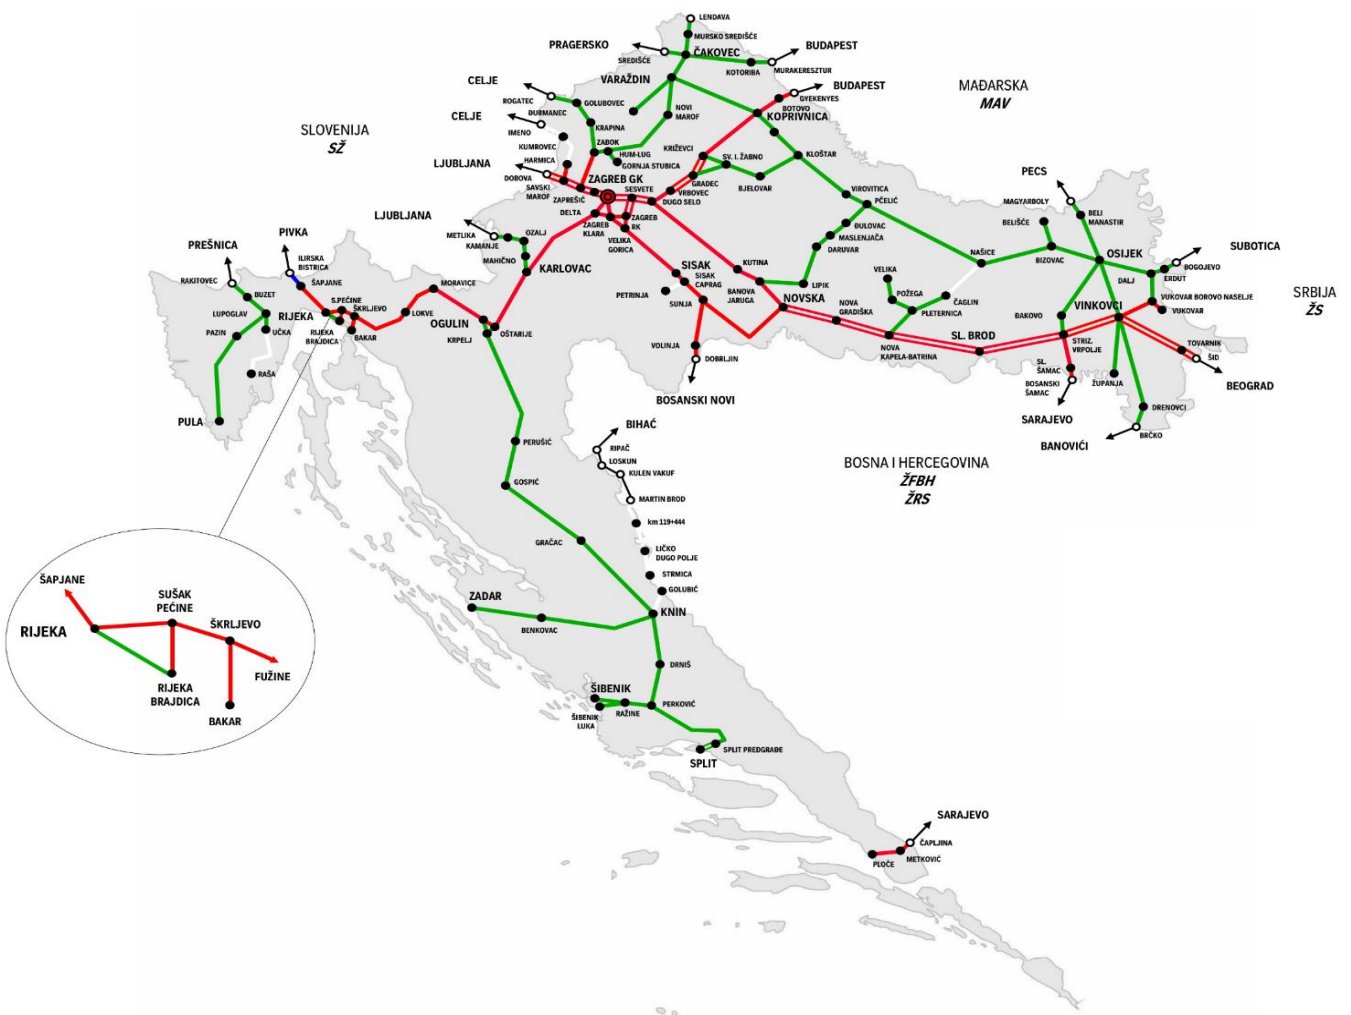 LENDAVA
MURSKO SREDIŠĆE
PRAGERSKO
SREDIŠĆE
ČAKOVEC
BUDAPEST
KOTORIBA
MURAKERESZTUR
CELJE
VARAŽDIN
BUDAPEST
MAĐARSKA
MAV
ROGATEC
GOLUBOVEC
NOVI
MAROF
GYEKENYES
BOTOVO
KOPRIVNICA
DURMANEC
CELJE
SLOVENIJA
SŽ
IMENO
KRAPINA
KUMROVEC
ZABOK
KRIŽEVCI
HUM-LUG
GORNJA STUBICA
SV. I. ŽABNO
KLOŠTAR
HARMICA
LJUBLJANA
DOBOVA
SAVSKI
MAROF
ZAPREŠIĆ
ZAGREB GK
SESVETE
GRADEC
VRBOVEC
DUGO SELO
BJELOVAR
VIROVITICA
PČELIĆ
PECS
MAGYARBOLY
BELIŠĆE
BELI
MANASTIR
DELTA
ZAGREB
KLARA
ZAGREB
RK
VELIKA
GORICA
ĐULOVAC
MASLENJAČA
DARUVAR
LJUBLJANA
METLIKA
KAMANJE
OZALJ
MAHIČNO
KARLOVAC
PREŠNICA
PIVKA
RAKITOVEC
ILIRSKA
BISTRICA
ŠAPJANE
BUZET
LUPOGLAV
PAZIN
UČKA
RAŠA
PULA
RIJEKA
S.PEĆINE
ŠKRLJEVO
RIJEKA
BRAJDICA
BAKAR
LOKVE
MORAVICE
OGULIN
KRPELJ
OŠTARIJE
SISAK
SISAK
CAPRAG
PETRINJA
SUNJA
KUTINA
BANOVA
JARUGA
LIPIK
NOVSKA
NOVA
GRADIŠKA
VELIKA
POŽEGA
ČAGLIN
PLETERNICA
NAŠICE
BIZOVAC
OSIJEK
SUBOTICA
BOGOJEVO
ERDUT
DALJ
SRBIJA
ŽS
VUKOVAR BOROVO NASELJE
VUKOVAR
VINKOVCI
ĐAKOVO
STRIZ.
VRPOLJE
SL. BROD
NOVA
KAPELA-BATRINA
TOVARNIK
ŠID
BEOGRAD
SL.
ŠAMAC
BOSANSKI
ŠAMAC
SARAJEVO
ŽUPANJA
DRENOVCI
BRČKO
BANOVIĆI
VOLINJA
DOBRLJIN
BOSANSKI NOVI
BOSNA I HERCEGOVINA
ŽFBH
ŽRS
BIHAĆ
RIPAČ
LOSKUN
KULEN VAKUF
MARTIN BROD
km 119+444
LIČKO
DUGO POLJE
STRMICA
GOLUBIĆ
PERUŠIĆ
GOSPIĆ
GRAČAC
ZADAR
BENKOVAC
KNIN
DRNIŠ
ŠIBENIK
ŠIBENIK
LUKA
RAŽINE
PERKOVIĆ
SPLIT PREDGRAĐE
SPLIT
SARAJEVO
ČAPLJINA
METKOVIĆ
PLOČE
ŠAPJANE
SUŠAK
PEĆINE
ŠKRLJEVO
RIJEKA
FUŽINE
RIJEKA
BRAJDICA
BAKAR